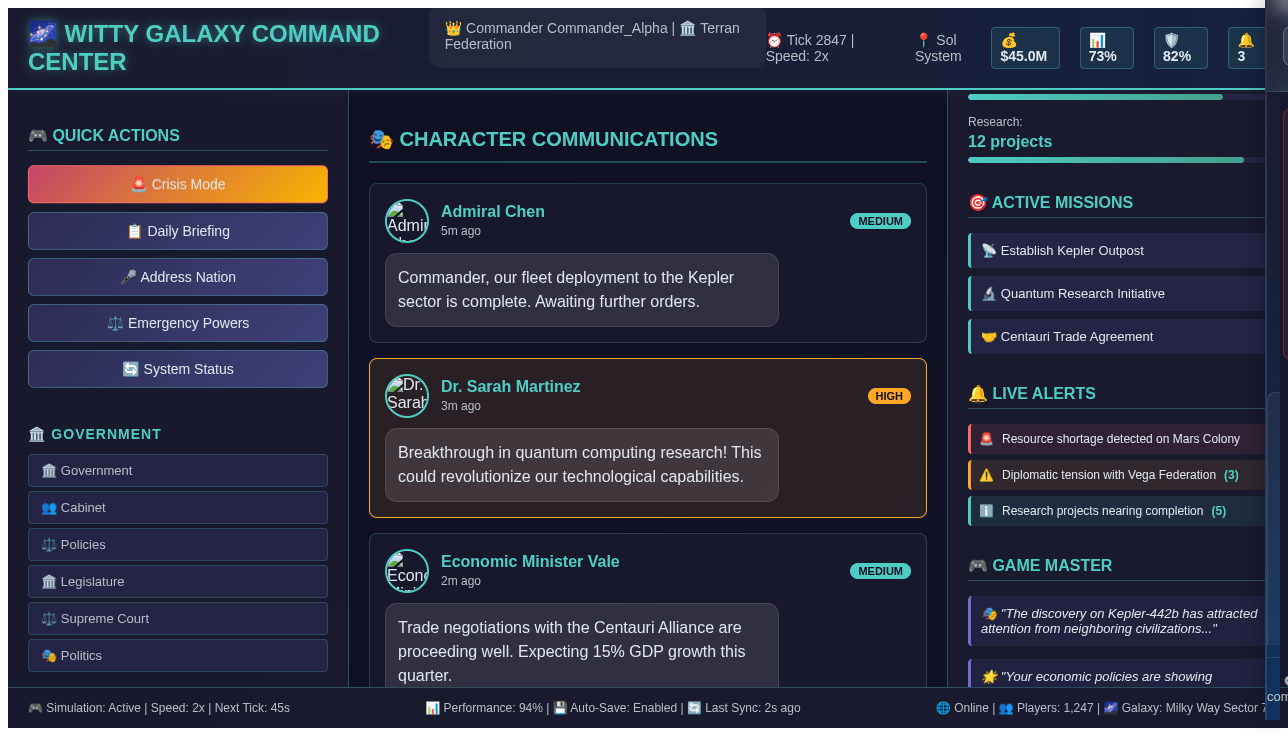 🌌 WITTY GALAXY COMMAND
CENTER
👑 Commander Commander_Alpha | 🏛️ Terran
Federation
⏰ Tick 2847 |
Speed: 2x
📍 Sol
System
💰
$45.0M
📊
73%
🛡️
82%
🔔
3
🎮 QUICK ACTIONS
🚨 Crisis Mode
📋 Daily Briefing
🎤 Address Nation
⚖️ Emergency Powers
🔄 System Status
🏛️ GOVERNMENT
🏛️ Government
👥 Cabinet
⚖️ Policies
🏛️ Legislature
⚖️ Supreme Court
🎭 Politics
🎭 CHARACTER COMMUNICATIONS
Admiral Chen
5m ago
MEDIUM
Commander, our fleet deployment to the Kepler
sector is complete. Awaiting further orders.
Dr.
Sarah
Dr. Sarah Martinez
3m ago
HIGH
Breakthrough in quantum computing research! This
could revolutionize our technological capabilities.
Economic Minister Vale
2m ago
MEDIUM
Trade negotiations with the Centauri Alliance are
proceeding well. Expecting 15% GDP growth this
quarter.
Research:
12 projects
🎯 ACTIVE MISSIONS
📡 Establish Kepler Outpost
🔬 Quantum Research Initiative
🤝 Centauri Trade Agreement
🔔 LIVE ALERTS
🚨 Resource shortage detected on Mars Colony
⚠️ Diplomatic tension with Vega Federation (3)
ℹ️ Research projects nearing completion (5)
🎮 GAME MASTER
🎭 "The discovery on Kepler-442b has attracted
attention from neighboring civilizations..."
🌟 "Your economic policies are showing
🎮 Simulation: Active | Speed: 2x | Next Tick: 45s
📊 Performance: 94% | 💾 Auto-Save: Enabled | 🔄 Last Sync: 2s ago
🌐 Online | 👥 Players: 1,247 | 🌌 Galaxy: Milky Way Sector 7